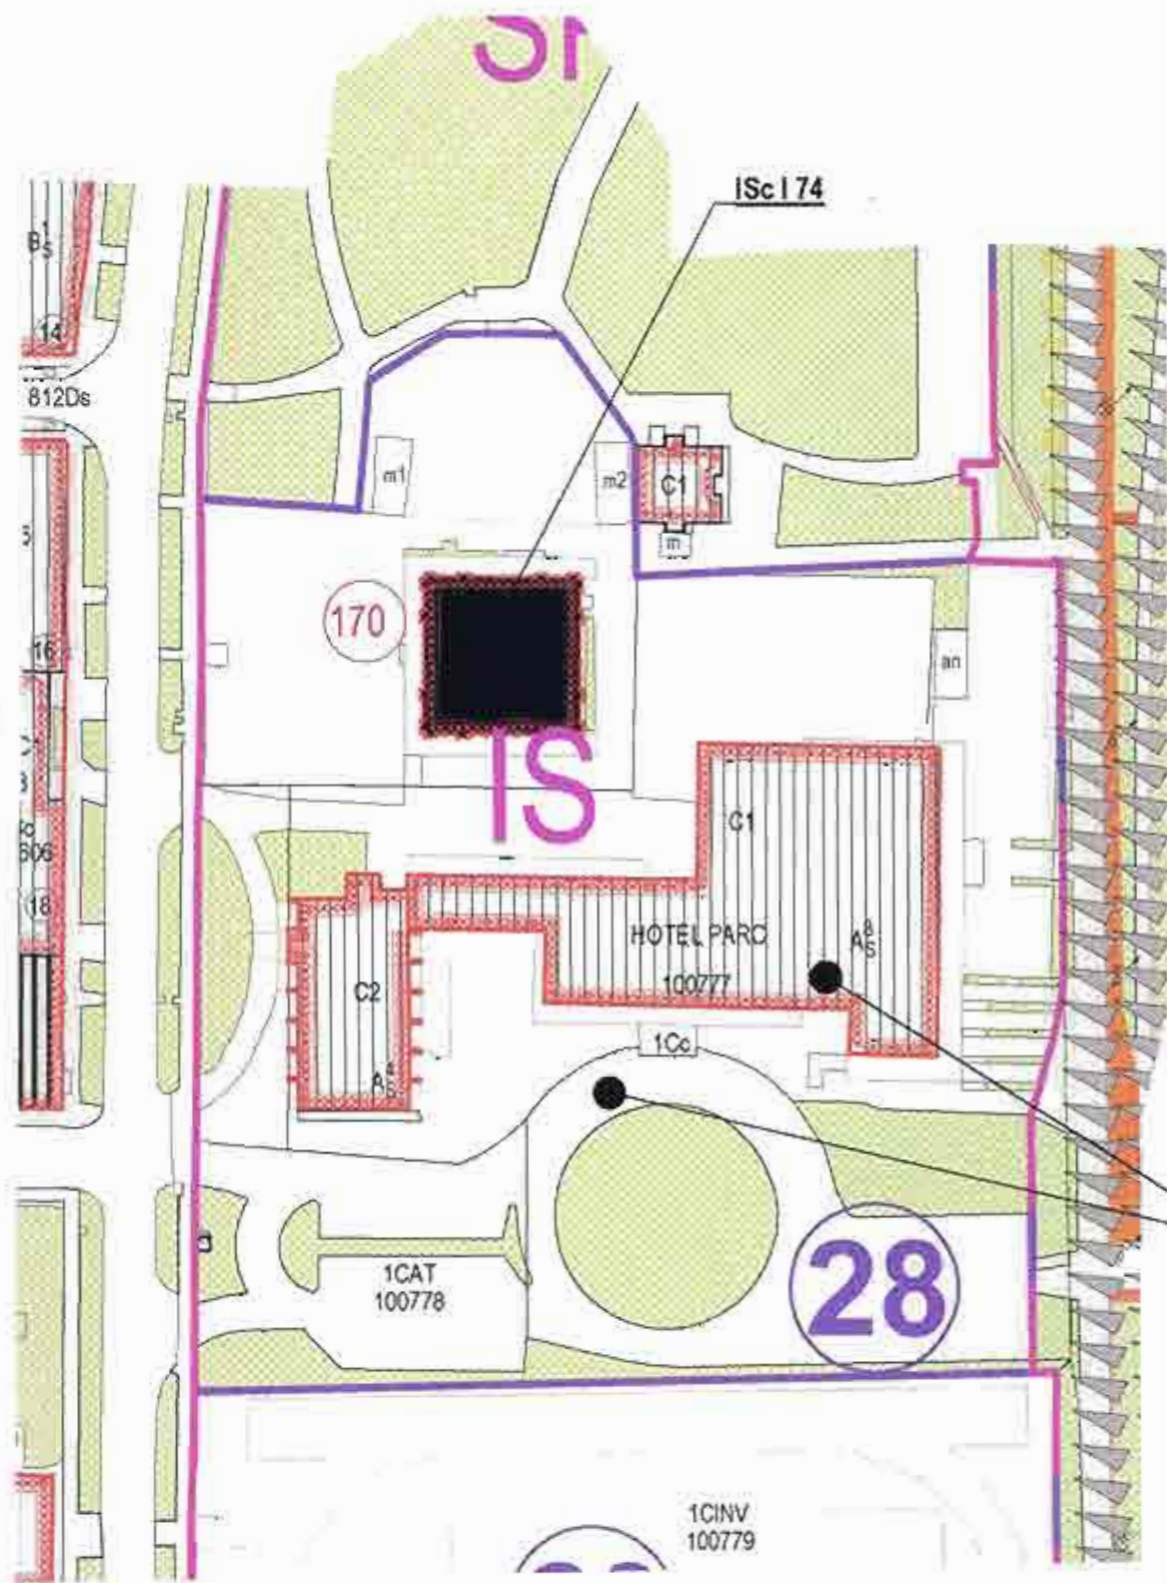 ISc I 74
14
812Ds
m1
m2
C1
m
170
16
an
IS
C1
606
18
HOTEL PARC
100777
C2
1Cc
1CAT
100778
28
1CINV
100779